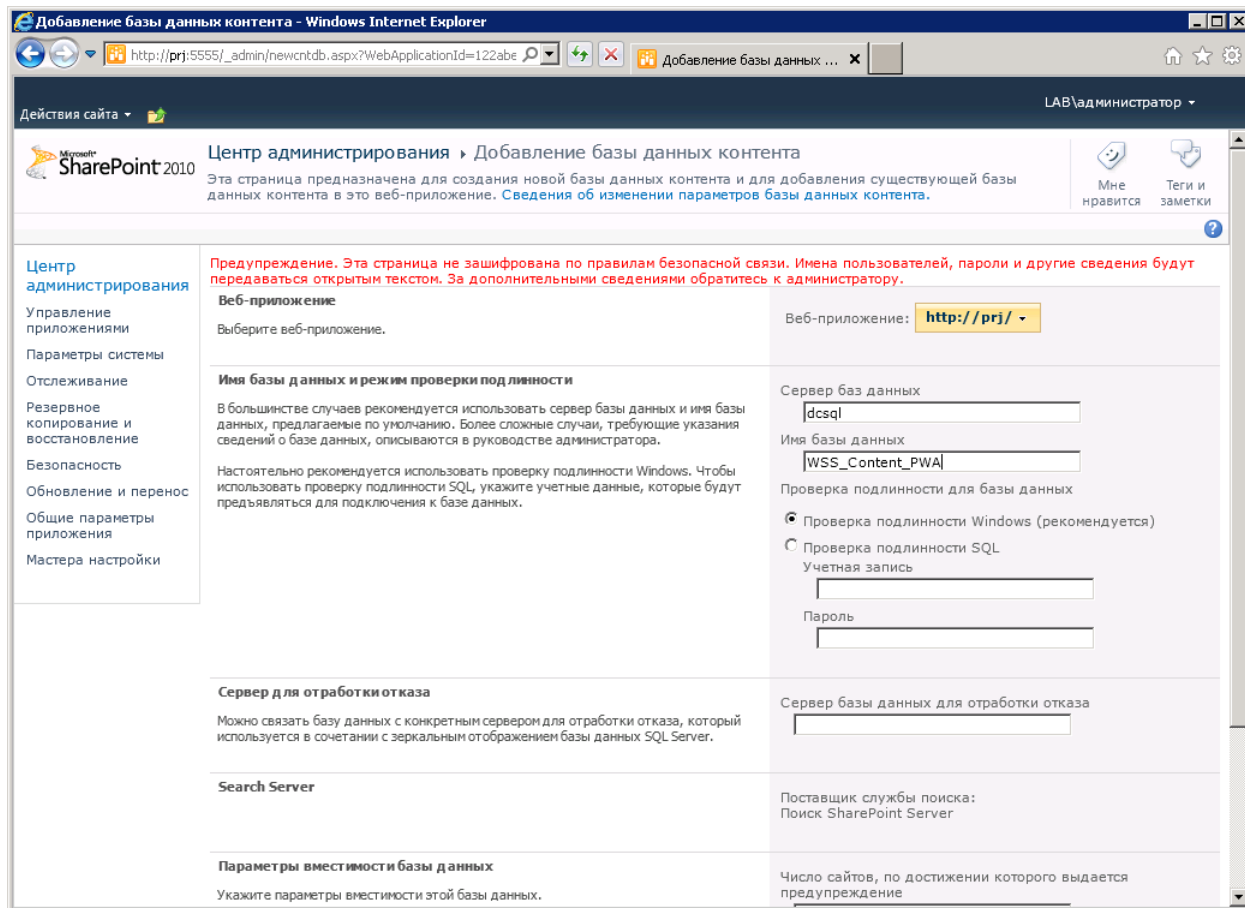 Добавление базы данных контента - Windows Internet Explorer
http://prj:5555/_admin/newcntdb.aspx?WebApplicationId=122abe
Добавление базы данных ...
Действия сайта
LAB\администратор
Microsoft
SharePoint 2010
Центр администрирования Добавление базы данных контента
Эта страница предназначена для создания новой базы данных контента и для добавления существующей базы
данных контента в это веб-приложение. Сведения об изменении параметров базы данных контента.
Мне
нравится
Теги и
заметки
Центр
администрирования
Управление
приложениями
Параметры системы
Отслеживание
Резервное
копирование и
восстановление
Безопасность
Обновление и перенос
Общие параметры
приложения
Мастера настройки
Предупреждение. Эта страница не зашифрована по правилам безопасной связи. Имена пользователей, пароли и другие сведения будут
передаваться открытым текстом. За дополнительными сведениями обратитесь к администратору.
Веб-приложение
Выберите веб-приложение.
Веб-приложение: http://prj/
Имя базы данных и режим проверки подлинности
В большинстве случаев рекомендуется использовать сервер базы данных и имя базы
данных, предлагаемые по умолчанию. Более сложные случаи, требующие указания
сведений о базе данных, описываются в руководстве администратора.
Настоятельно рекомендуется использовать проверку подлинности Windows. Чтобы
использовать проверку подлинности SQL, укажите учетные данные, которые будут
предъявляться для подключения к базе данных.
Сервер баз данных
dcsql
Имя базы данных
WSS_Content_PWA
Проверка подлинности для базы данных
Проверка подлинности Windows (рекомендуется)
Проверка подлинности SQL
Учетная запись
Пароль
Сервер для отработки отказа
Можно связать базу данных с конкретным сервером для отработки отказа, который
используется в сочетании с зеркальным отображением базы данных SQL Server.
Сервер базы данных для отработки отказа
Search Server
Поставщик службы поиска:
Поиск SharePoint Server
Параметры вместимости базы данных
Укажите параметры вместимости этой базы данных.
Число сайтов, по достижении которого выдается
предупреждение